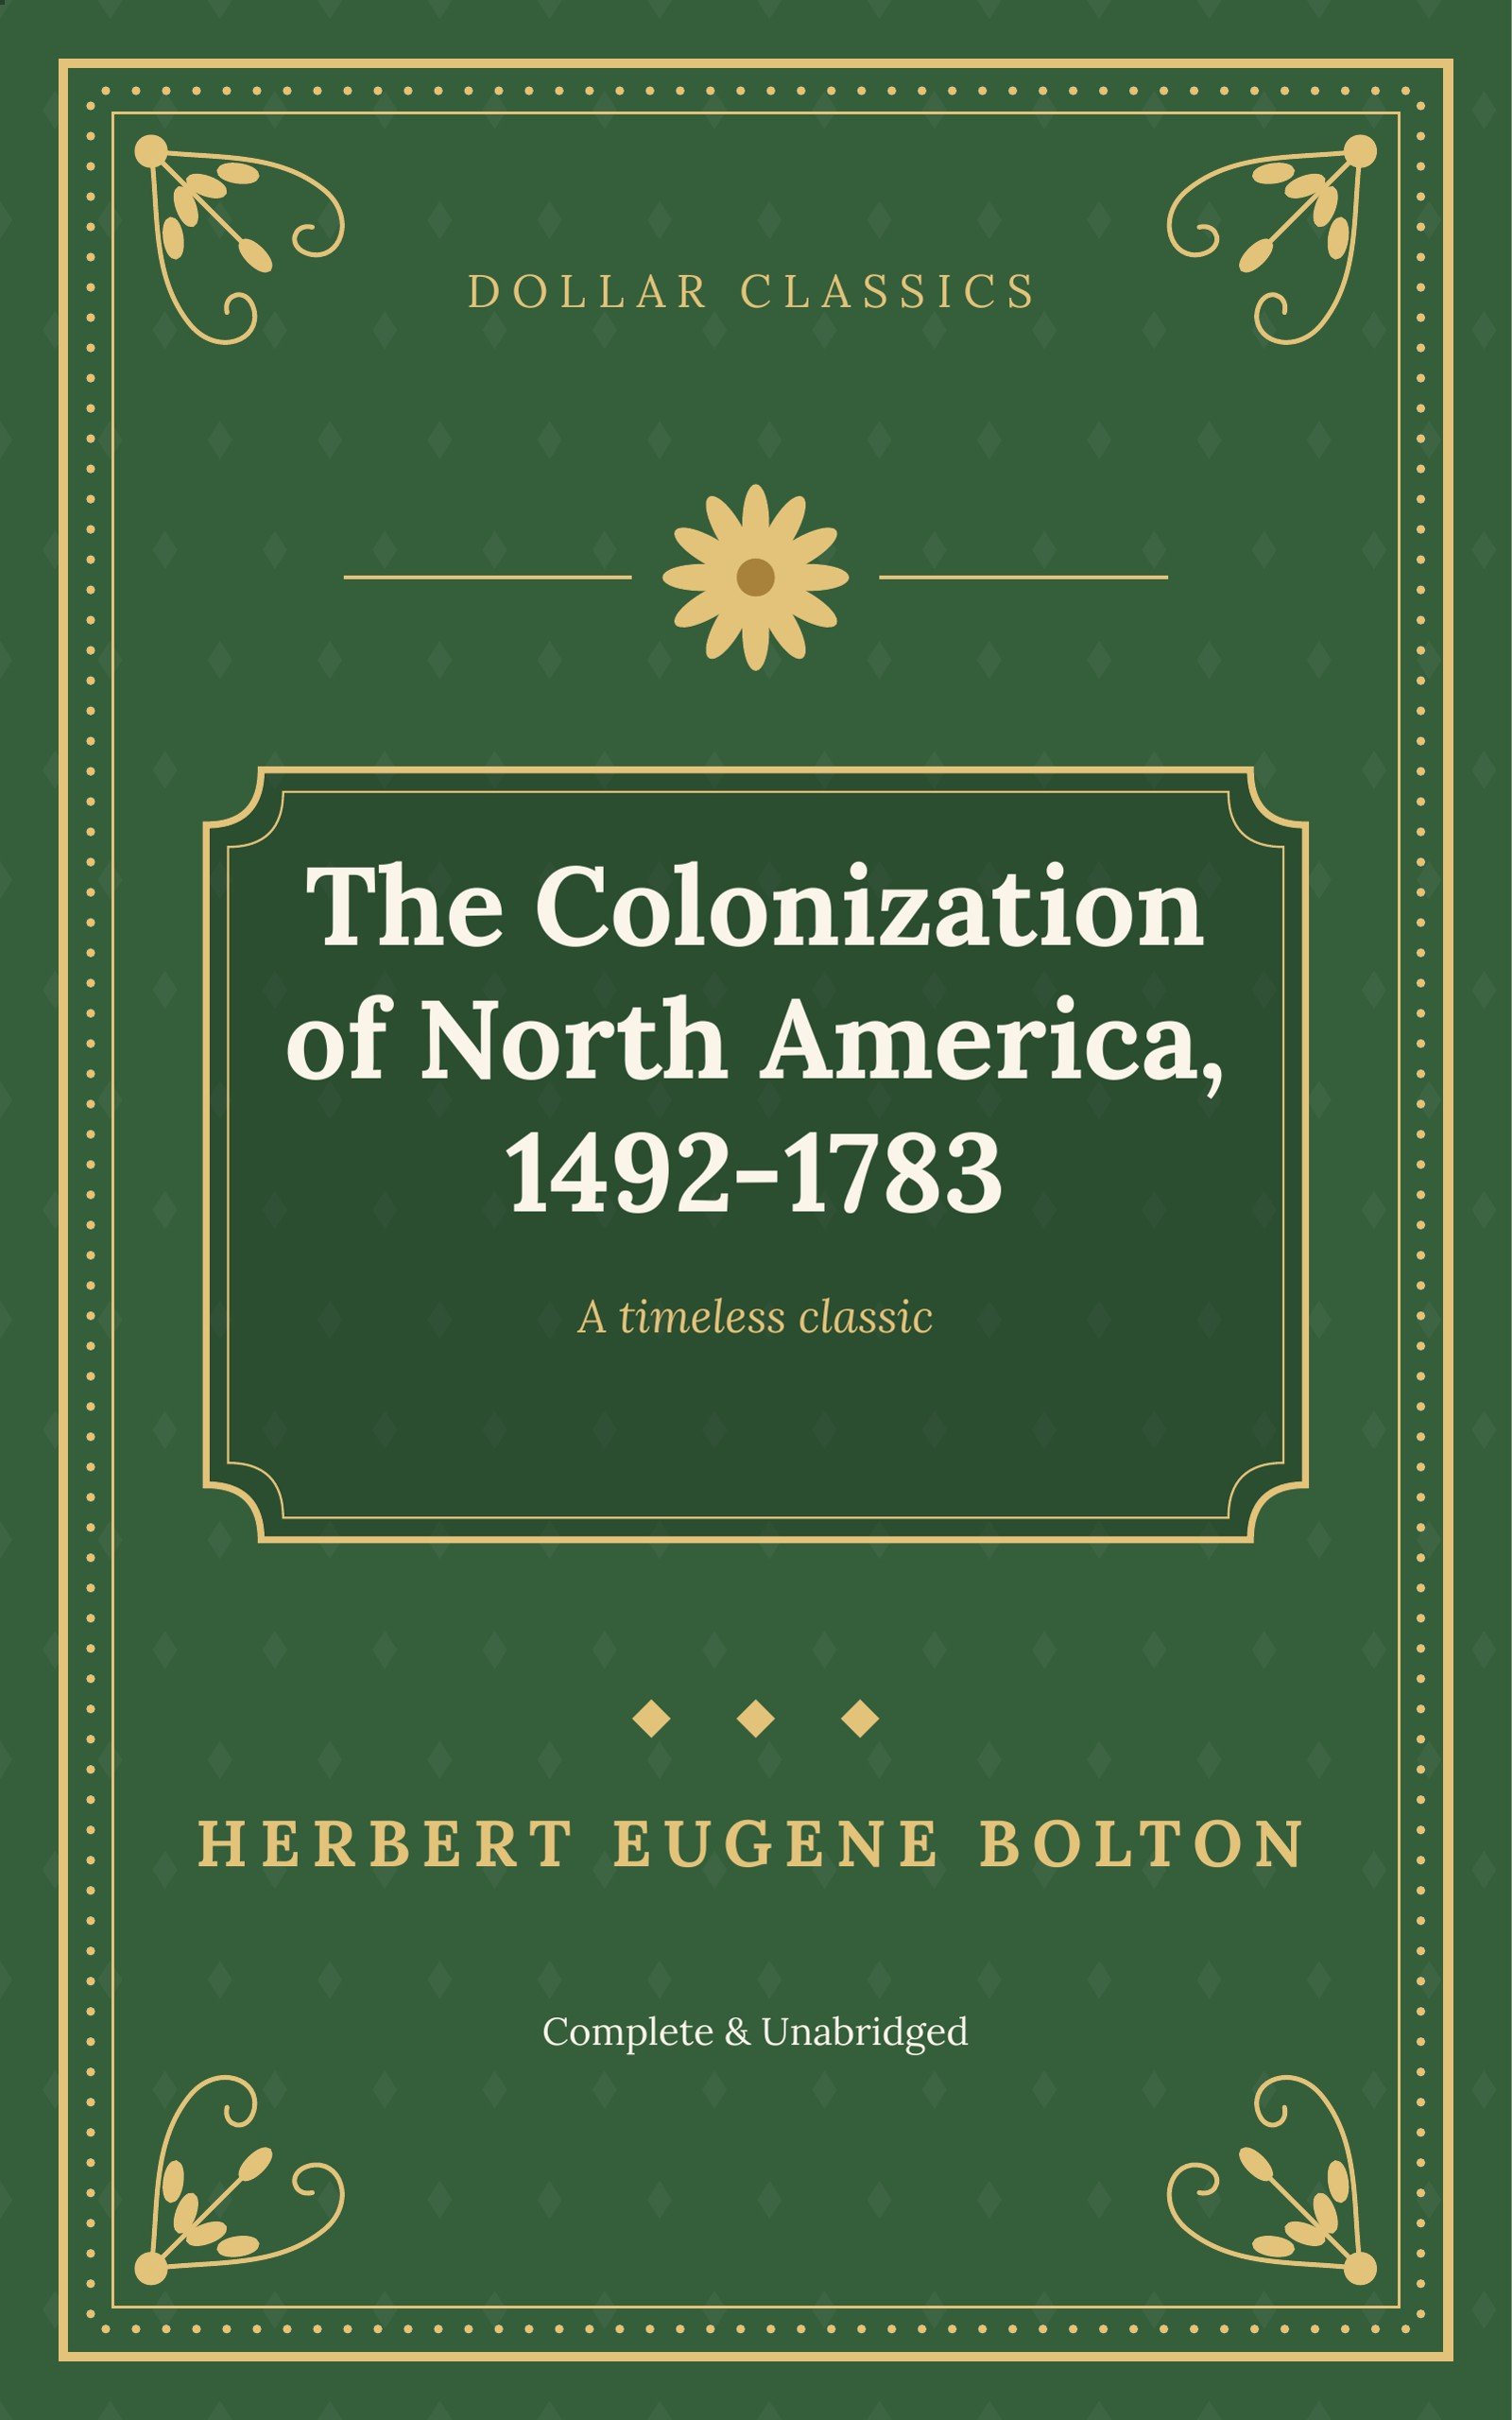 DOLLAR CLASSICS
The Colonization
of North America,
1492–1783
A timeless classic
HERBERT EUGENE BOLTON
Complete & Unabridged